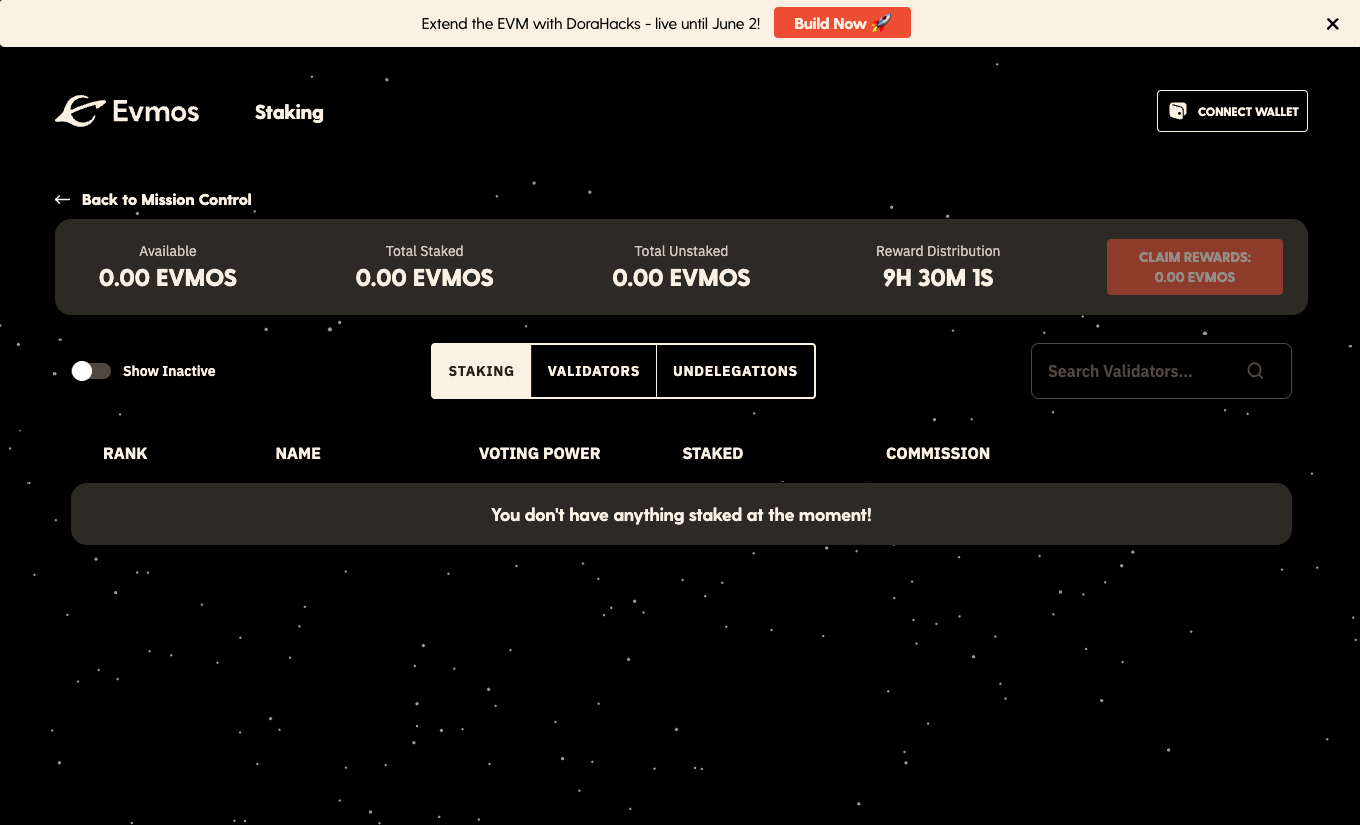 Extend the EVM with DoraHacks - live until June 2!
Build Now 🚀
Evmos
Staking
CONNECT WALLET
Back to Mission Control
Available
0.00 EVMOS
Total Staked
0.00 EVMOS
Total Unstaked
0.00 EVMOS
Reward Distribution
9H 30M 1S
CLAIM REWARDS:
0.00 EVMOS
Show Inactive
STAKING
VALIDATORS
UNDELEGATIONS
Search Validators...
RANK
NAME
VOTING POWER
STAKED
COMMISSION
You don't have anything staked at the moment!